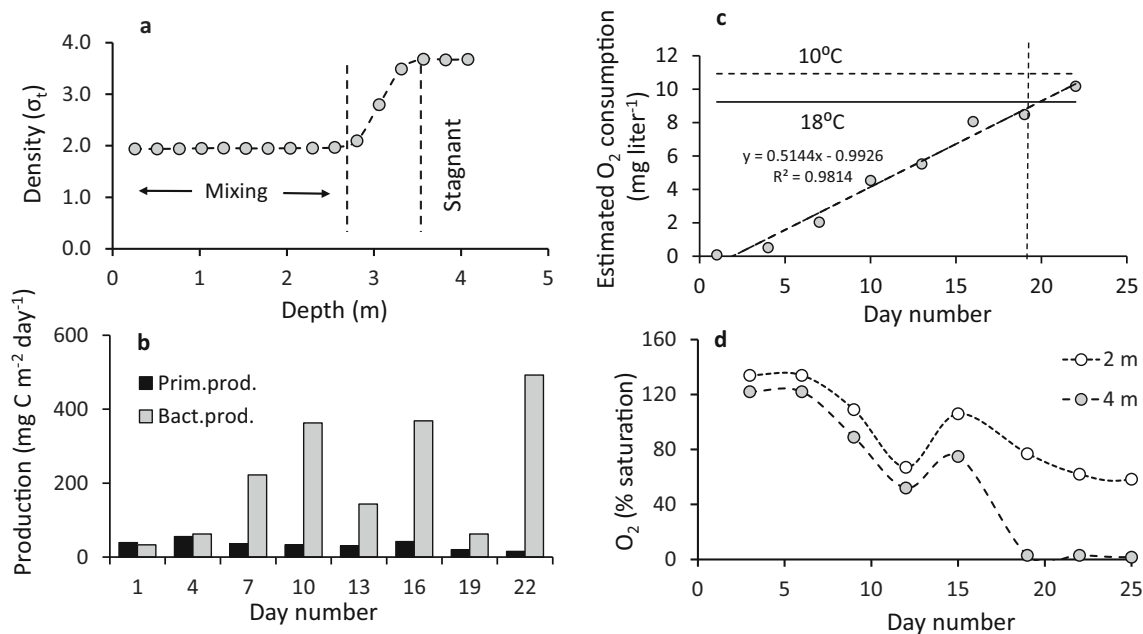 a
Density (σt)
4.0
3.0
2.0
1.0
0.0
Mixing
Stagnant
0
1
2
3
4
5
Depth (m)
b
Production (mg C m-2 day-1)
600
400
200
0
Prim.prod.
Bact.prod.
1
4
7
10
13
16
19
22
Day number
c
Estimated O2 consumption
(mg liter-1)
12
10
8
6
4
2
0
10⁰C
18⁰C
y = 0.5144x - 0.9926
R² = 0.9814
0
5
10
15
20
25
Day number
d
O2 (% saturation)
160
120
80
40
0
2 m
4 m
0
5
10
15
20
25
Day number